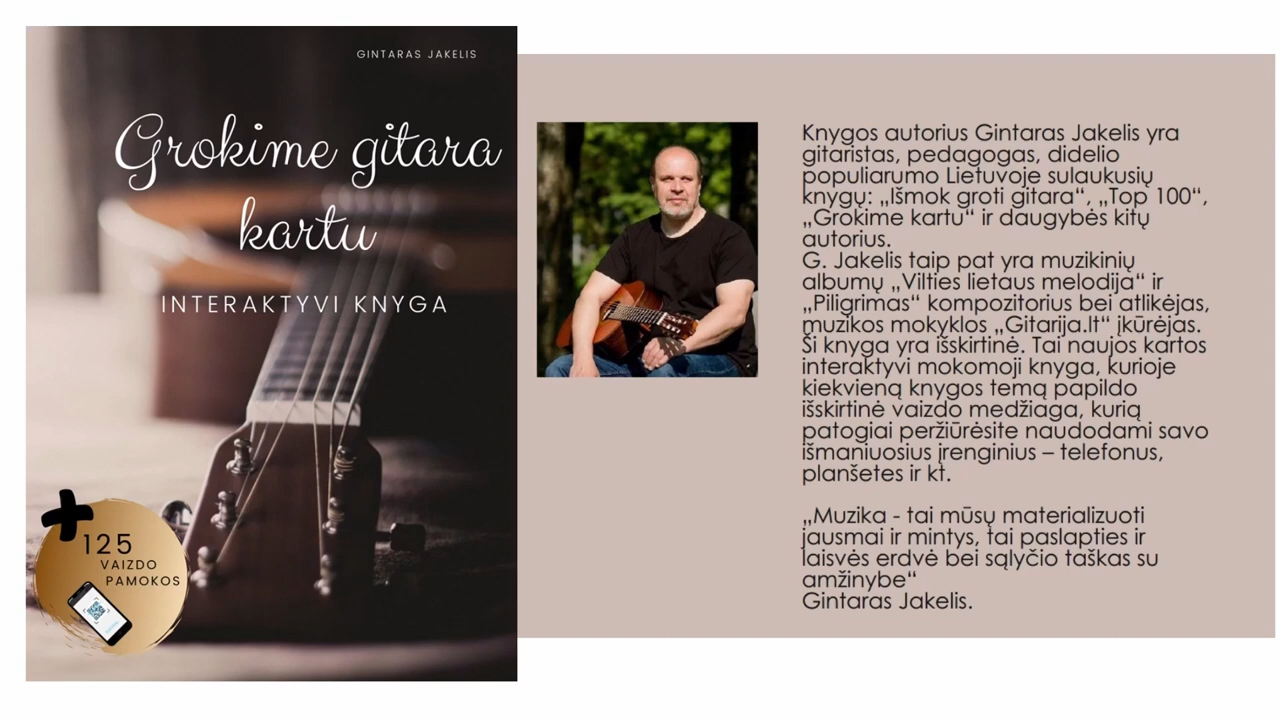 GINTARAS JAKELIS
Grokime gitara
kartu
INTERAKTYVI KNYGA
125
VAIZDO
PAMOKOS
Knygos autorius Gintaras Jakelis yra
gitaristas, pedagogas, didelio
populiarumo Lietuvoje sulaukusių
knygų: „Išmok groti gitara“, „Top 100“,
„Grokime kartu“ ir daugybės kitų
autorius.
G. Jakelis taip pat yra muzikinių
albumų „Vilties lietaus melodija“ ir
„Piligrimas“ kompozitorius bei atlikėjas,
muzikos mokyklos „Gitarija.lt“ įkūrėjas.
Ši knyga yra išskirtinė. Tai naujos kartos
interaktyvi mokomoji knyga, kurioje
kiekvieną knygos temą papildo
išskirtinė vaizdo medžiaga, kurią
patogiai peržiūrėsite naudodami savo
išmaniuosius įrenginius – telefonus,
planšetes ir kt.
„Muzika - tai mūsų materializuoti
jausmai ir mintys, tai paslapties ir
laisvės erdvė bei sąlyčio taškas su
amžinybe“
Gintaras Jakelis.